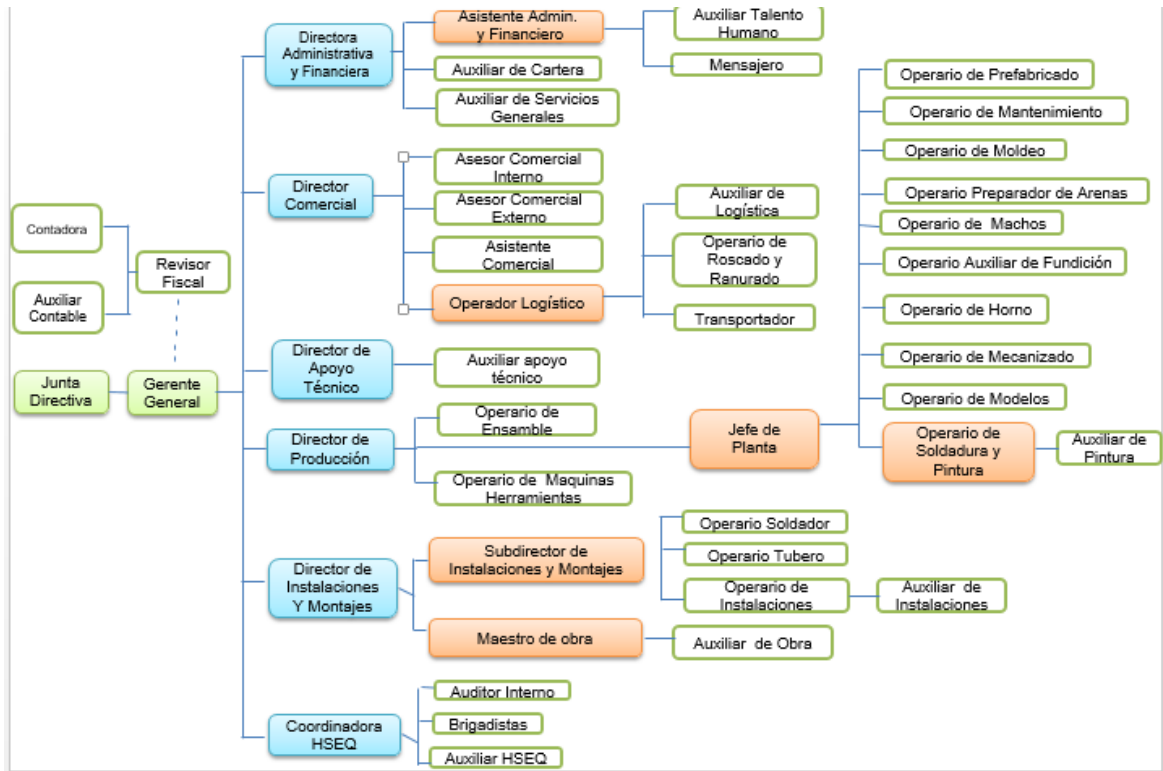 Directora
Administrativa
y Financiera
Asistente Admin.
y Financiero
Auxiliar Talento
Humano
Mensajero
Auxiliar de Cartera
Auxiliar de Servicios
Generales
Director
Comercial
Asesor Comercial
Interno
Asesor Comercial
Externo
Asistente
Comercial
Operador Logístico
Auxiliar de
Logística
Operario de
Roscado y
Ranurado
Transportador
Contadora
Auxiliar
Contable
Revisor
Fiscal
Junta
Directiva
Gerente
General
Director de
Apoyo
Técnico
Auxiliar apoyo
técnico
Director de
Producción
Operario de
Ensamble
Operario de Maquinas
Herramientas
Jefe de
Planta
Operario de Prefabricado
Operario de Mantenimiento
Operario de Moldeo
Operario Preparador de Arenas
Operario de Machos
Operario Auxiliar de Fundición
Operario de Horno
Operario de Mecanizado
Operario de Modelos
Operario de
Soldadura y
Pintura
Auxiliar de
Pintura
Director de
Instalaciones
Y Montajes
Subdirector de
Instalaciones y Montajes
Operario Soldador
Operario Tubero
Operario de
Instalaciones
Auxiliar de
Instalaciones
Maestro de obra
Auxiliar de Obra
Coordinadora
HSEQ
Auditor Interno
Brigadistas
Auxiliar HSEQ